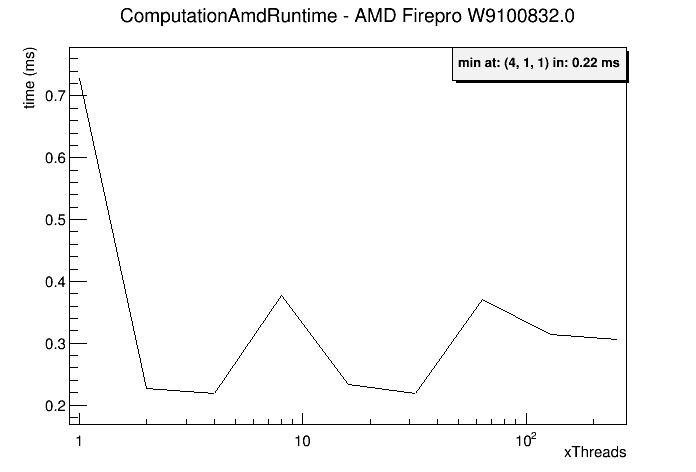 ComputationAmdRuntime - AMD Firepro W9100832.0
time (ms)
min at: (4, 1, 1) in: 0.22 ms
0.7
0.6
0.5
0.4
0.3
0.2
1 10 10²
xThreads